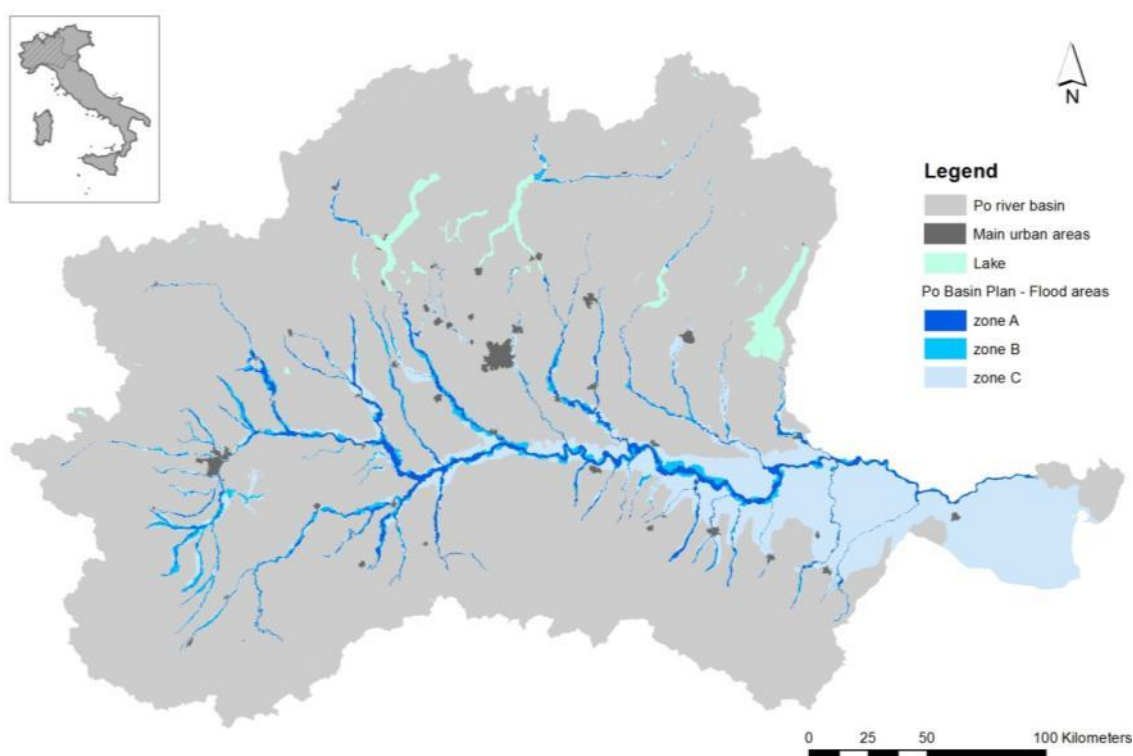 N
Legend
Po river basin
Main urban areas
Lake
Po Basin Plan - Flood areas
zone A
zone B
zone C
0 25 50 100 Kilometers